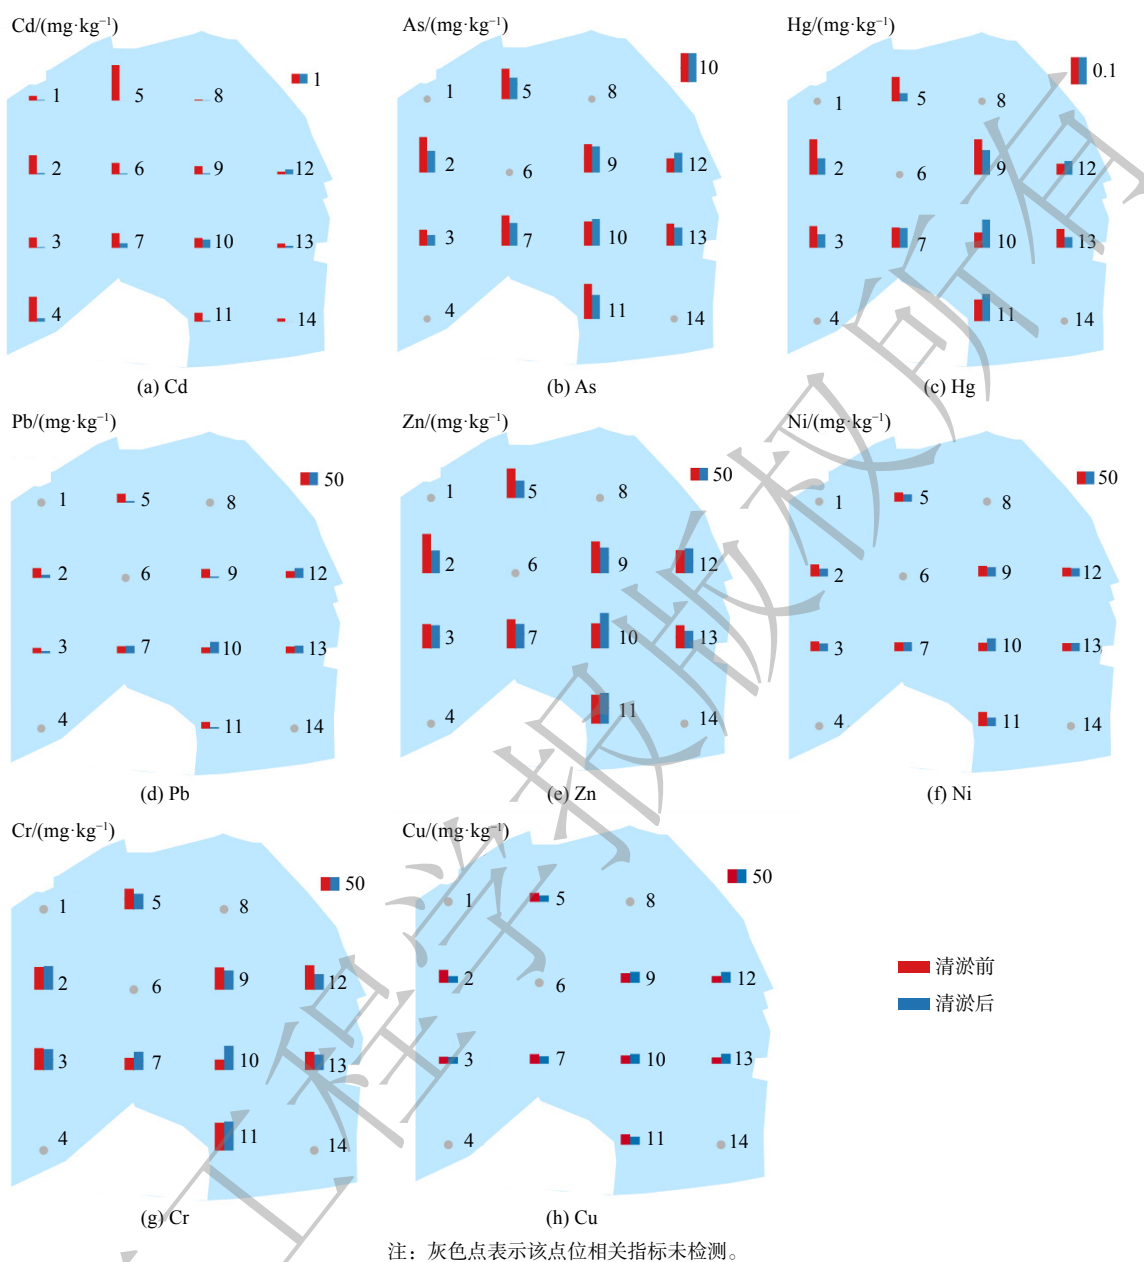 Cd/(mg·kg⁻¹) As/(mg·kg⁻¹) Hg/(mg·kg⁻¹)
1 10 0.1
1 5 8 1 5 8 1 5 8
2 6 9 12 2 6 9 12 2 6 9 12
3 7 10 13 3 7 10 13 3 7 10 13
4 11 14 4 11 14 4 11 14
(a) Cd (b) As (c) Hg
Pb/(mg·kg⁻¹) Zn/(mg·kg⁻¹) Ni/(mg·kg⁻¹)
50 50 50
1 5 8 1 5 8 1 5 8
2 6 9 12 2 6 9 12 2 6 9 12
3 7 10 13 3 7 10 13 3 7 10 13
4 11 14 4 11 14 4 11 14
(d) Pb (e) Zn (f) Ni
Cr/(mg·kg⁻¹) Cu/(mg·kg⁻¹)
50 50
1 5 8 1 5 8
2 6 9 12 2 6 9 12
3 7 10 13 3 7 10 13
4 11 14 4 11 14
清淤前
清淤后
(g) Cr (h) Cu
注：灰色点表示该点位相关指标未检测。
工程学报版权所有